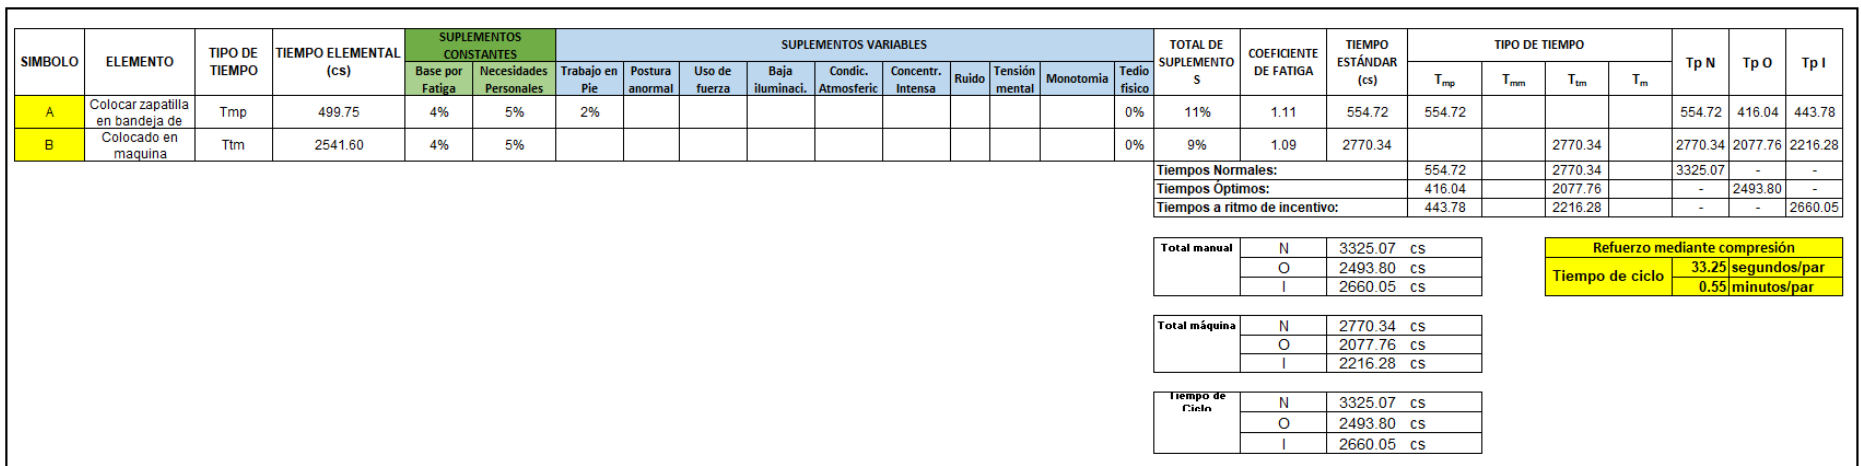 SIMBOLO ELEMENTO TIPO DE TIEMPO TIEMPO ELEMENTAL (cs) SUPLEMENTOS CONSTANTES SUPLEMENTOS VARIABLES TOTAL DE SUPLEMENTO S COEFICIENTE DE FATIGA TIEMPO ESTÁNDAR (cs) TIPO DE TIEMPO Tp N Tp O Tp I
Base por Fatiga Necesidades Personales Trabajo en Pie Postura anormal Uso de fuerza Baja iluminaci. Condic. Atmosferic Concentr. Intensa Ruido Tensión mental Monotomia Tedio fisico Tmp Tmm Ttm Tm
A Colocar zapatilla en bandeja de Tmp 499.75 4% 5% 2% 0% 11% 1.11 554.72 554.72 554.72 416.04 443.78
B Colocado en maquina Ttm 2541.60 4% 5% 0% 9% 1.09 2770.34 2770.34 2770.34 2077.76 2216.28
Tiempos Normales: 554.72 2770.34 3325.07 - -
Tiempos Óptimos: 416.04 2077.76 - 2493.80 -
Tiempos a ritmo de incentivo: 443.78 2216.28 - - 2660.05
Total manual N 3325.07 cs
O 2493.80 cs
I 2660.05 cs
Refuerzo mediante compresión
Tiempo de ciclo 33.25 segundos/par
0.55 minutos/par
Total máquina N 2770.34 cs
O 2077.76 cs
I 2216.28 cs
Tiempo de Ciclo N 3325.07 cs
O 2493.80 cs
I 2660.05 cs